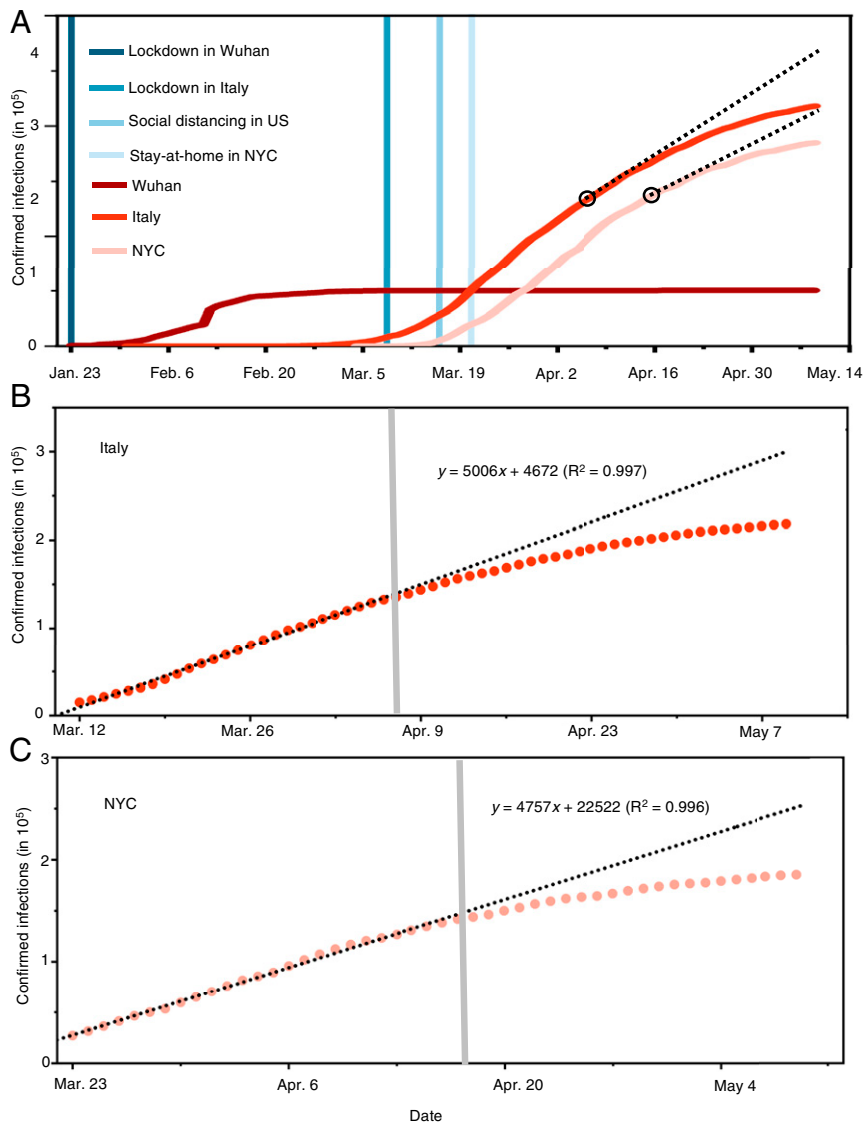 A
Confirmed infections (in 10⁵)
4
3
2
1
0
Lockdown in Wuhan
Lockdown in Italy
Social distancing in US
Stay-at-home in NYC
Wuhan
Italy
NYC
Jan. 23 Feb. 6 Feb. 20 Mar. 5 Mar. 19 Apr. 2 Apr. 16 Apr. 30 May. 14
B
Confirmed infections (in 10⁵)
3
2
1
0
Italy
y = 5006x + 4672 (R² = 0.997)
Mar. 12 Mar. 26 Apr. 9 Apr. 23 May 7
C
Confirmed infections (in 10⁵)
3
2
1
0
NYC
y = 4757x + 22522 (R² = 0.996)
Mar. 23 Apr. 6 Apr. 20 May 4
Date